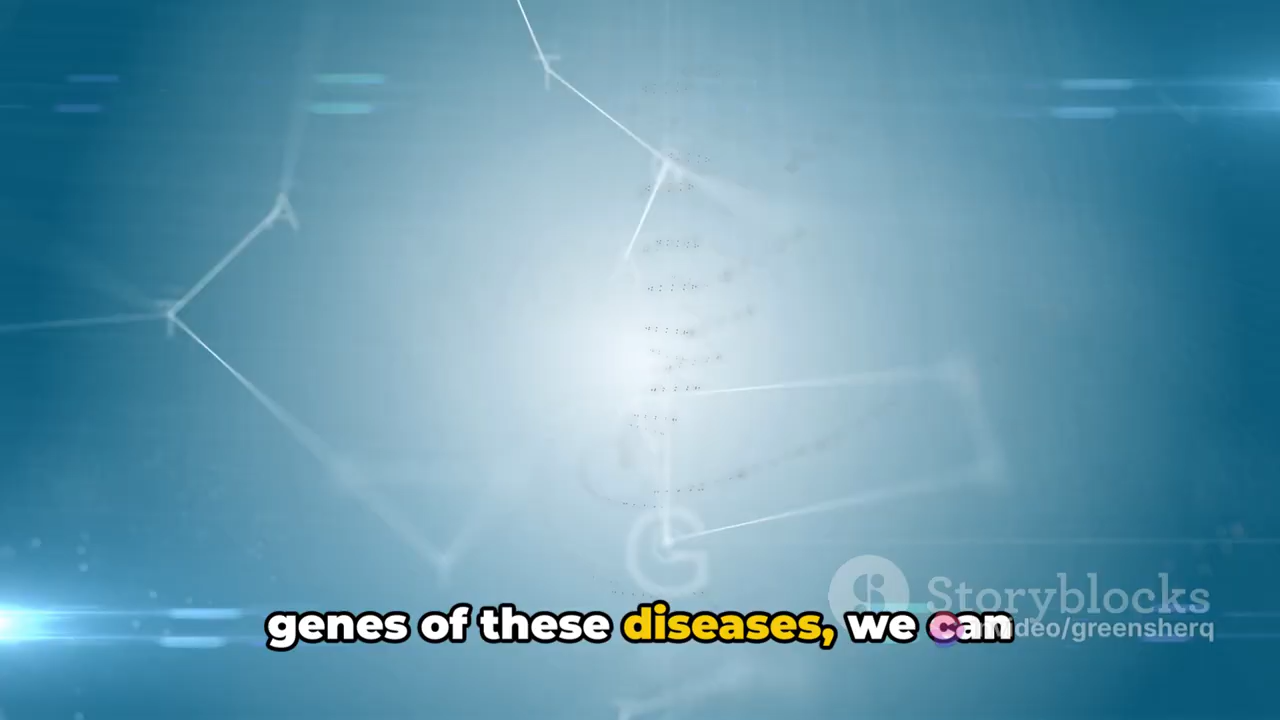 A
T
G
Storyblocks
genes of these diseases, we can
video/greensherq